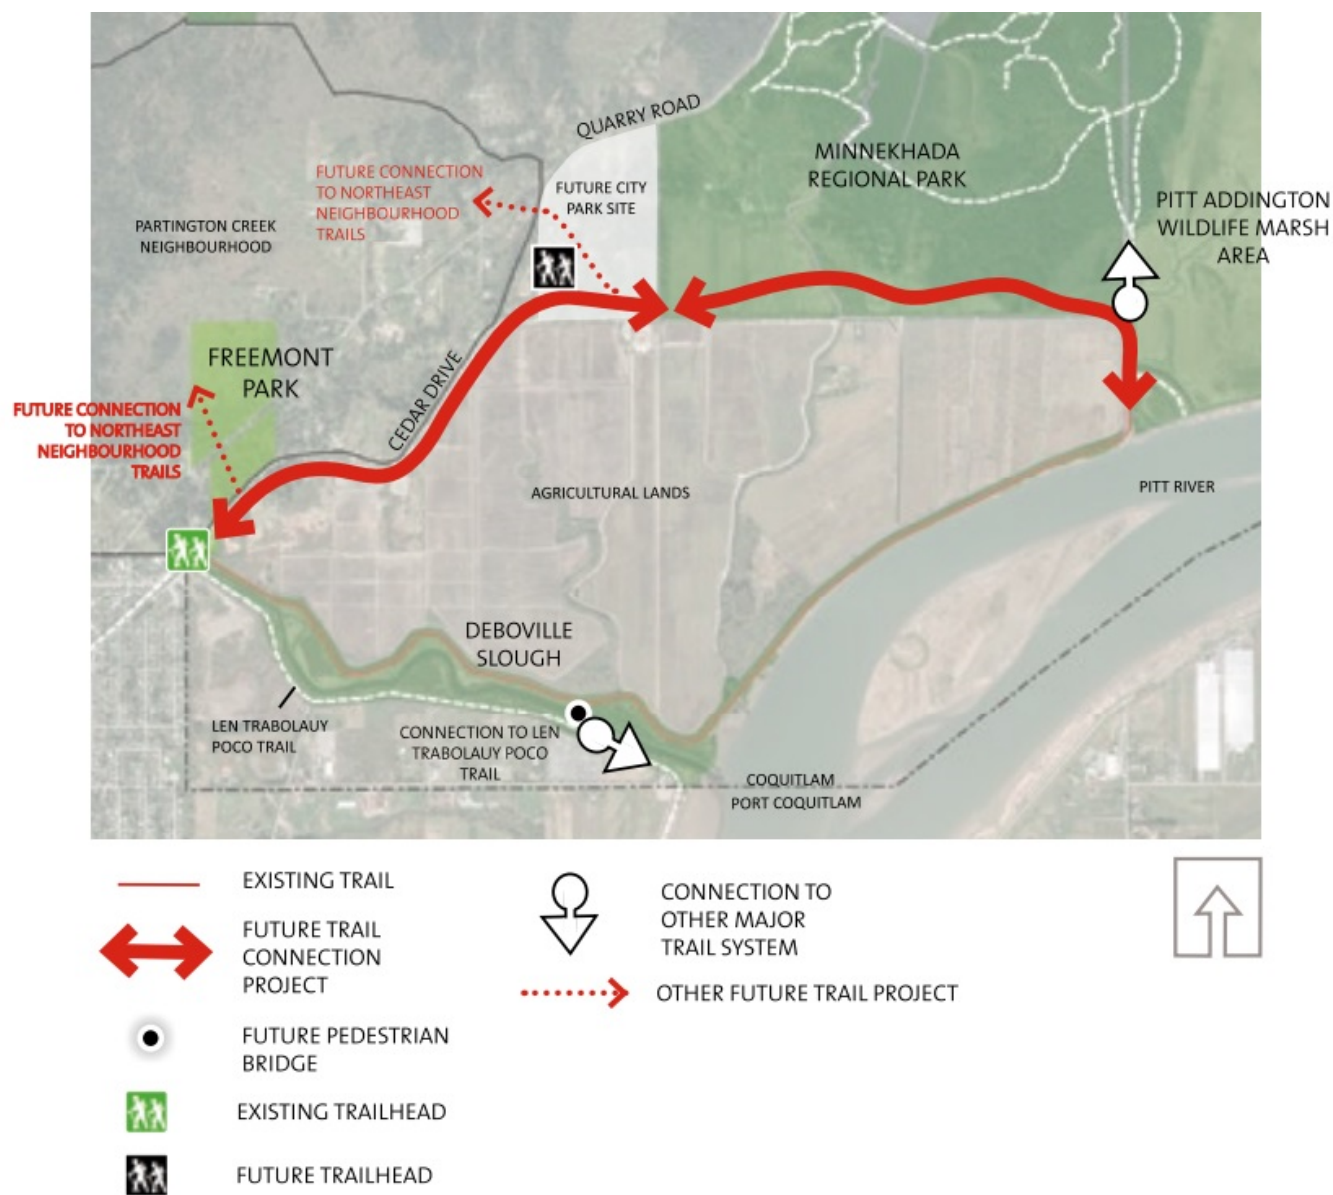 QUARRY ROAD
MINNEKHADA
REGIONAL PARK
FUTURE CONNECTION
TO NORTHEAST
NEIGHBOURHOOD
TRAILS
FUTURE CITY
PARK SITE
PITT ADDINGTON
WILDLIFE MARSH
AREA
PARTINGTON CREEK
NEIGHBOURHOOD
FREEMONT
PARK
CEDAR DRIVE
FUTURE CONNECTION
TO NORTHEAST
NEIGHBOURHOOD
TRAILS
AGRICULTURAL LANDS
PITT RIVER
DEBOVILLE
SLOUGH
LEN TRABOLAUY
POCO TRAIL
CONNECTION TO LEN
TRABOLAUY POCO
TRAIL
COQUITLAM
PORT COQUITLAM
EXISTING TRAIL
FUTURE TRAIL
CONNECTION
PROJECT
FUTURE PEDESTRIAN
BRIDGE
EXISTING TRAILHEAD
FUTURE TRAILHEAD
CONNECTION TO
OTHER MAJOR
TRAIL SYSTEM
OTHER FUTURE TRAIL PROJECT